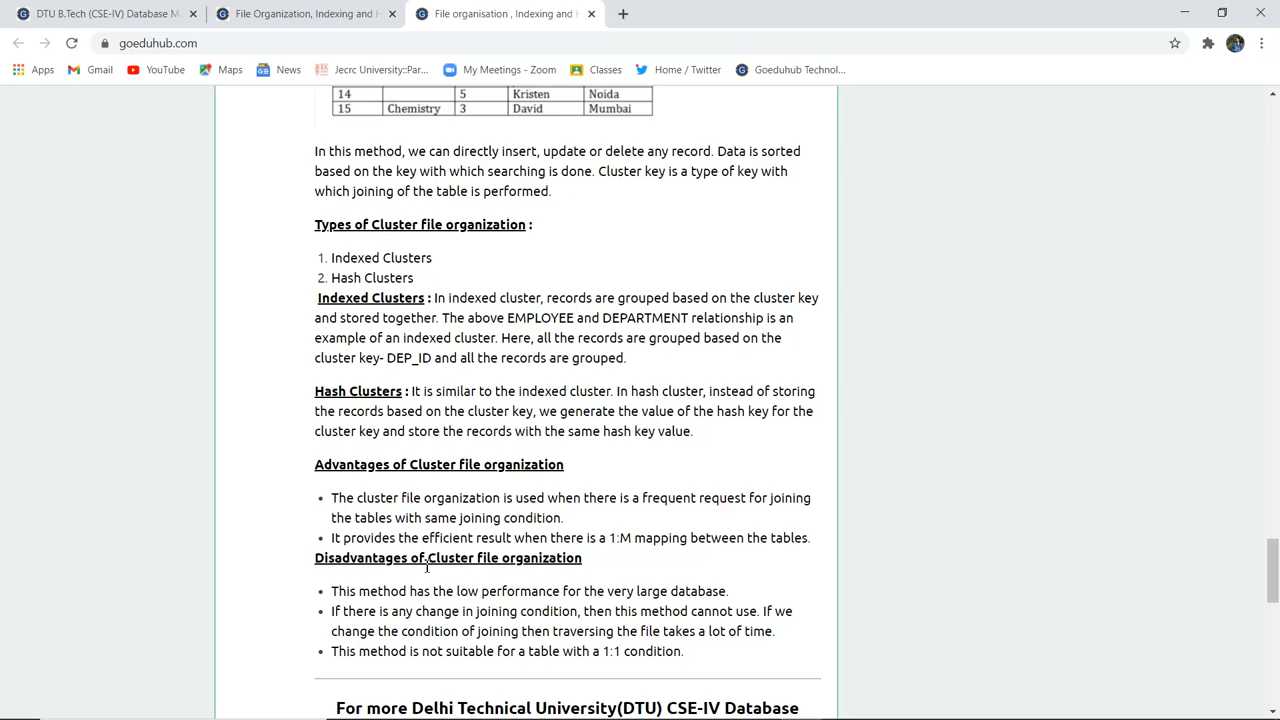 DTU B.Tech (CSE-IV) Database M
File Organization, Indexing and H
File organisation , Indexing and H
goeduhub.com
Apps
Gmail
YouTube
Maps
News
Jecrc University::Par...
My Meetings - Zoom
Classes
Home / Twitter
Goeduhub Technol...
14 5 Kristen Noida
15 Chemistry 3 David Mumbai
In this method, we can directly insert, update or delete any record. Data is sorted
based on the key with which searching is done. Cluster key is a type of key with
which joining of the table is performed.
Types of Cluster file organization :
1. Indexed Clusters
2. Hash Clusters
Indexed Clusters : In indexed cluster, records are grouped based on the cluster key
and stored together. The above EMPLOYEE and DEPARTMENT relationship is an
example of an indexed cluster. Here, all the records are grouped based on the
cluster key- DEP_ID and all the records are grouped.
Hash Clusters : It is similar to the indexed cluster. In hash cluster, instead of storing
the records based on the cluster key, we generate the value of the hash key for the
cluster key and store the records with the same hash key value.
Advantages of Cluster file organization
• The cluster file organization is used when there is a frequent request for joining
the tables with same joining condition.
• It provides the efficient result when there is a 1:M mapping between the tables.
Disadvantages of Cluster file organization
• This method has the low performance for the very large database.
• If there is any change in joining condition, then this method cannot use. If we
change the condition of joining then traversing the file takes a lot of time.
• This method is not suitable for a table with a 1:1 condition.
For more Delhi Technical University(DTU) CSE-IV Database